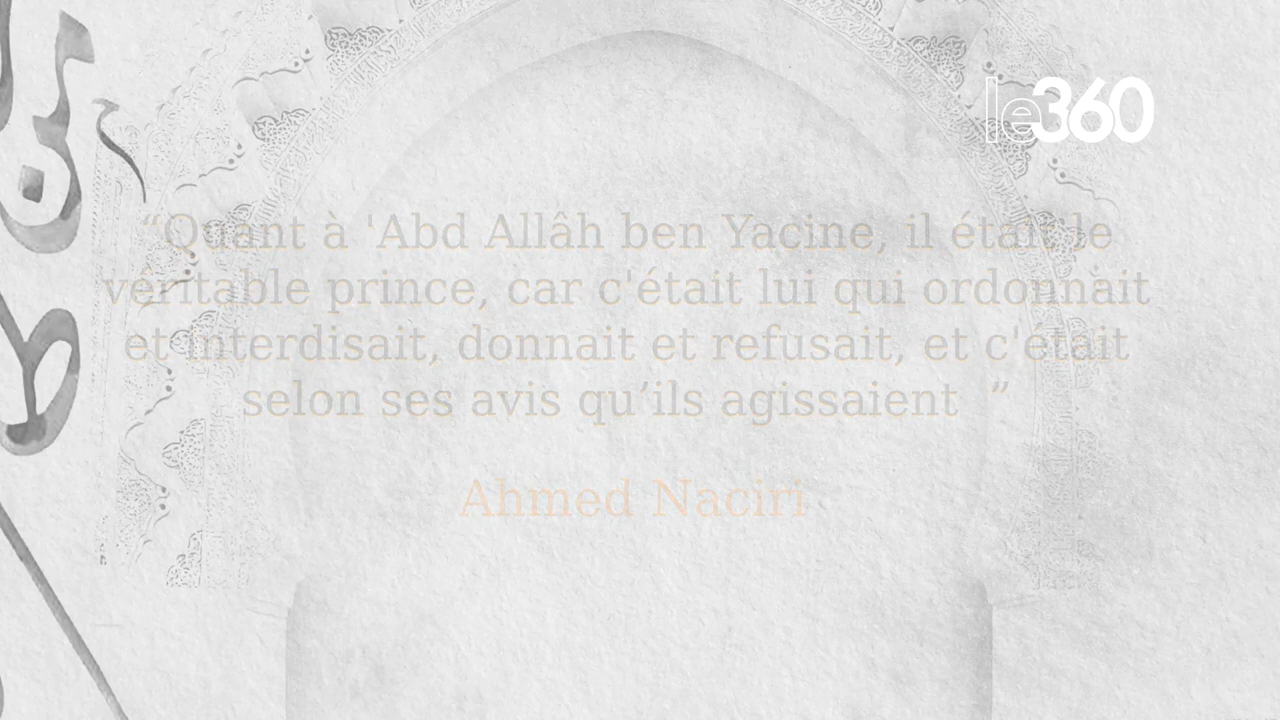 le360
“Quant à 'Abd Allâh ben Yacine, il était le
véritable prince, car c'était lui qui ordonnait
et interdisait, donnait et refusait, et c'était
selon ses avis qu’ils agissaient ”
Ahmed Naciri